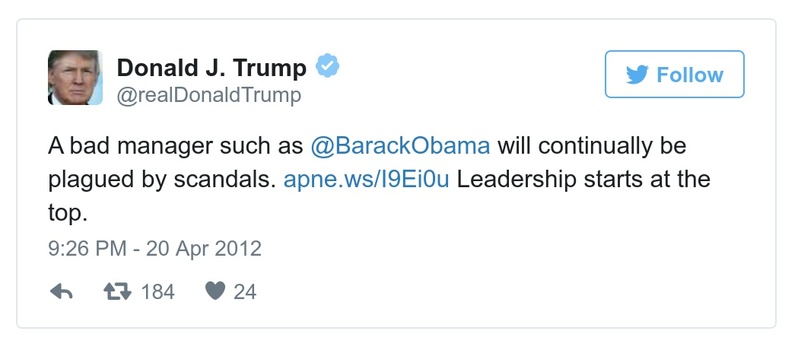 Donald J. Trump
@realDonaldTrump
Follow
A bad manager such as @BarackObama will continually be
plagued by scandals. apne.ws/I9Ei0u Leadership starts at the
top.
9:26 PM - 20 Apr 2012
184 24